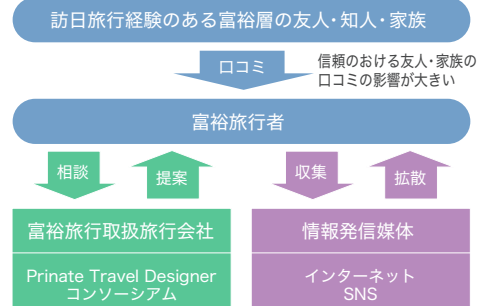 訪日旅行経験のある富裕層の友人・知人・家族
口コミ
信頼のおける友人・家族の
口コミの影響が大きい
富裕旅行者
相談
提案
収集
拡散
富裕旅行取扱旅行会社
Prinate Travel Designer
コンソーシアム
情報発信媒体
インターネット
SNS